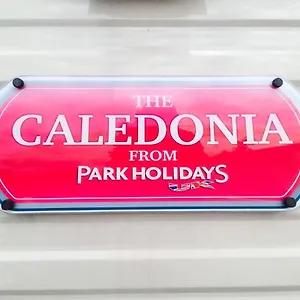 THE
CALEDONIA
FROM
PARK HOLIDAYS